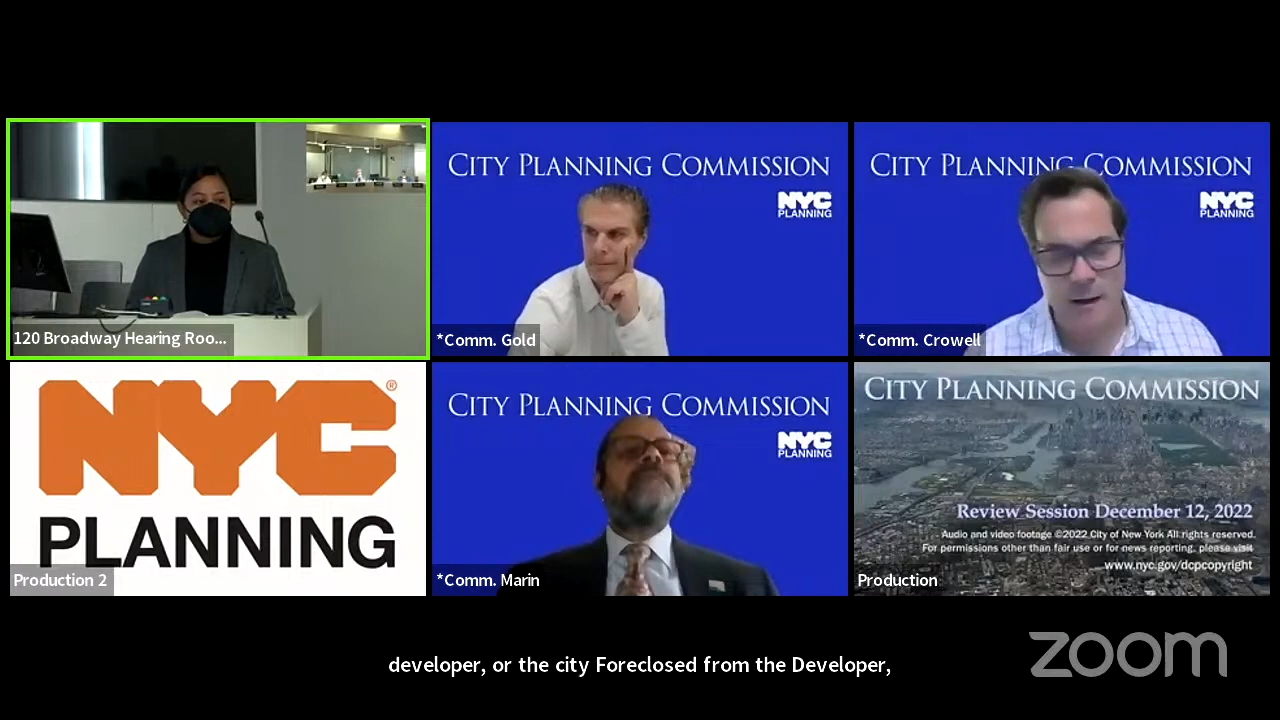 CITY PLANNING COMMISSION
NYC
PLANNING
CITY PLANNING COMMISSION
NYC
PLANNING
120 Broadway Hearing Roo...
*Comm. Gold
*Comm. Crowell
NYC®
PLANNING
Production 2
CITY PLANNING COMMISSION
NYC
PLANNING
*Comm. Marin
CITY PLANNING COMMISSION
Review Session December 12, 2022
Audio and video footage ©2022 City of New York All rights reserved.
For permissions other than fair use or for news reporting, please visit
www.nyc.gov/dcpcopyright
Production
developer, or the city Foreclosed from the Developer,
zoom